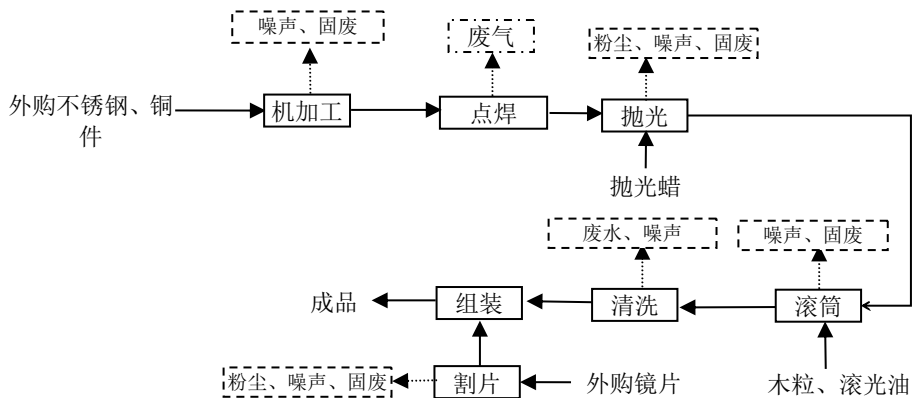 噪声、固废
废气
粉尘、噪声、固废
外购不锈钢、铜
件
机加工
点焊
抛光
抛光蜡
废水、噪声
噪声、固废
成品
组装
清洗
滚筒
粉尘、噪声、固废
割片
外购镜片
木粒、滚光油